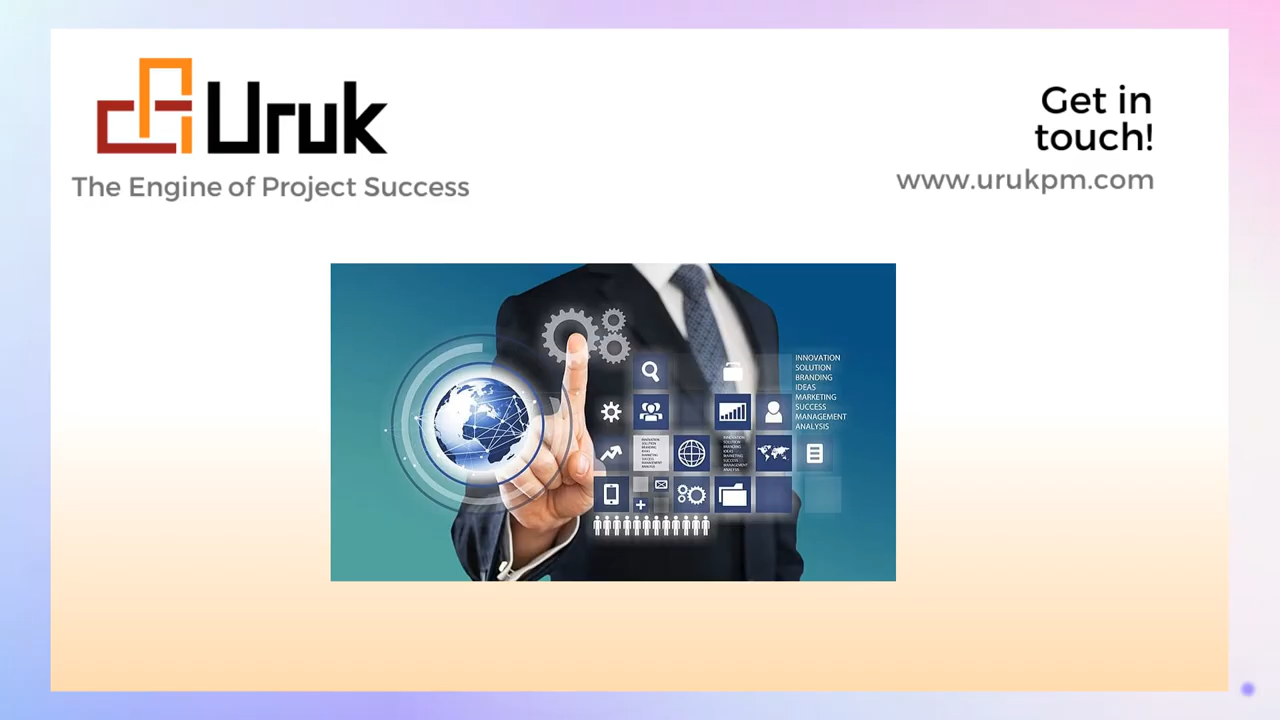 Uruk
The Engine of Project Success
Get in
touch!
www.urukpm.com
INNOVATION
SOLUTION
BRANDING
IDEAS
MARKETING
SUCCESS
MANAGEMENT
ANALYSIS